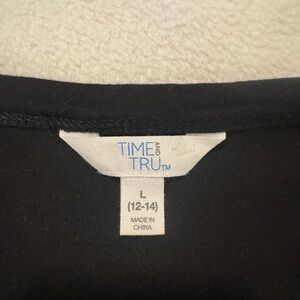 TIME AND
TRU™
L
(12-14)
MADE IN
CHINA